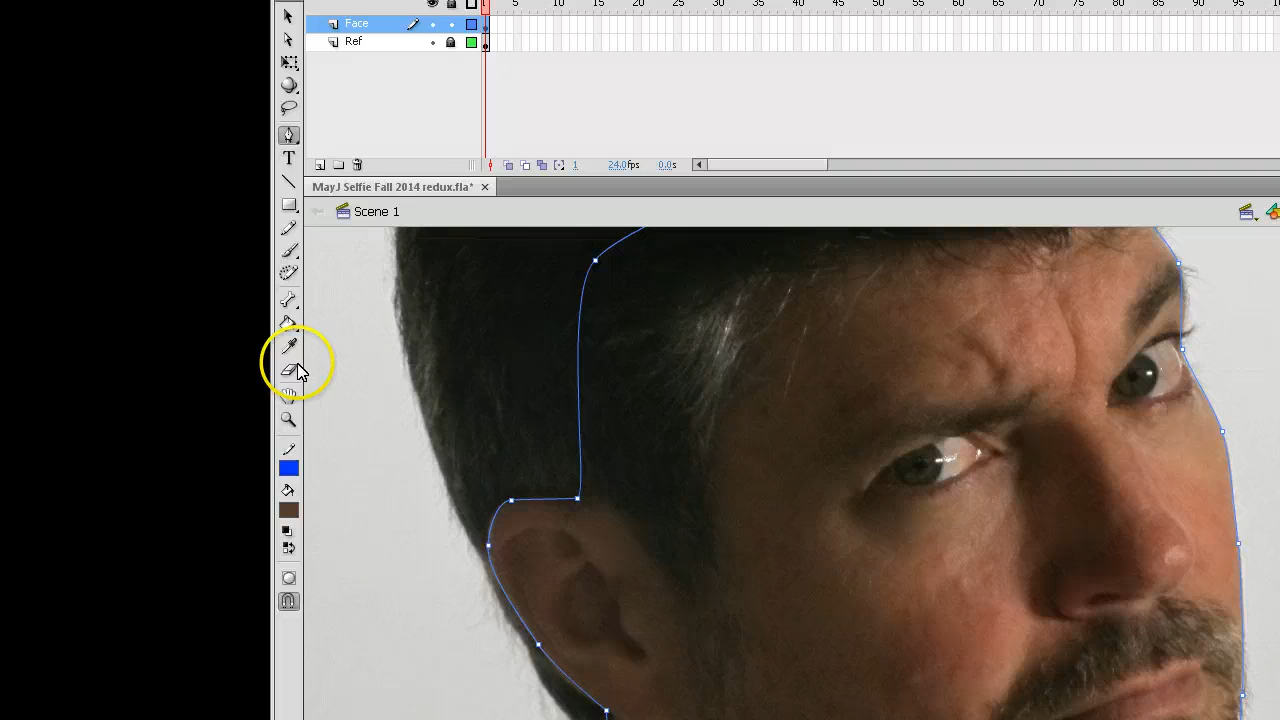 1 5 10 15 20 25 30 35 40 45 50 55 60 65 70 75 80 85 90 95
Face
Ref
1 24.0fps 0.0s
T
MayJ Selfie Fall 2014 redux.fla*
Scene 1